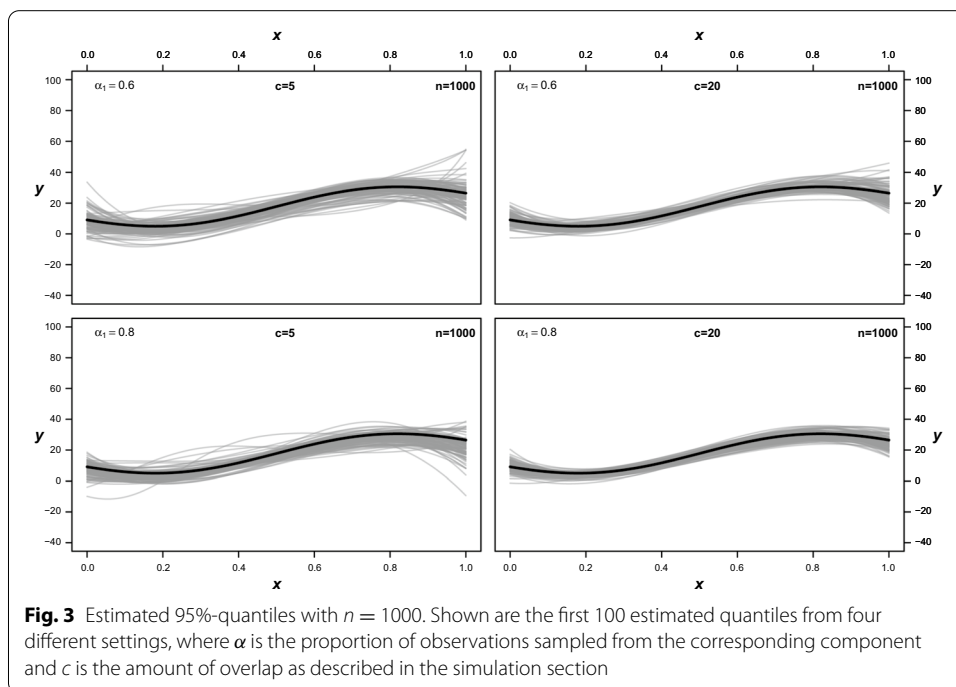 x x
0.0 0.2 0.4 0.6 0.8 1.0 0.0 0.2 0.4 0.6 0.8 1.0
α1 = 0.6 c=5 n=1000
α1 = 0.6 c=20 n=1000
100 100
80 80
60 60
40 40
y y
20 20
0 0
−20 −20
−40 −40
α1 = 0.8 c=5 n=1000
α1 = 0.8 c=20 n=1000
100 100
80 80
60 60
40 40
y y
20 20
0 0
−20 −20
−40 −40
0.0 0.2 0.4 0.6 0.8 1.0 0.0 0.2 0.4 0.6 0.8 1.0
x x
Fig. 3 Estimated 95%-quantiles with n = 1000. Shown are the first 100 estimated quantiles from four
different settings, where α is the proportion of observations sampled from the corresponding component
and c is the amount of overlap as described in the simulation section